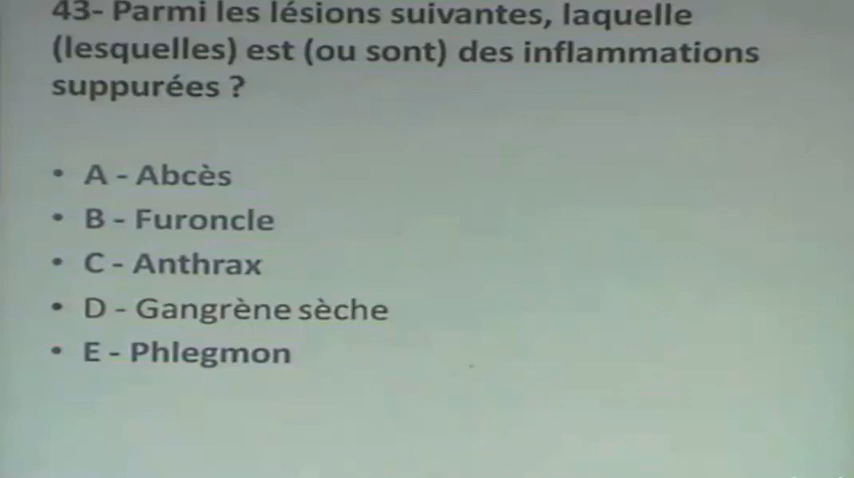 43- Parmi les lésions suivantes, laquelle
(lesquelles) est (ou sont) des inflammations
suppurées ?
• A - Abcès
• B - Furoncle
• C - Anthrax
• D - Gangrène sèche
• E - Phlegmon